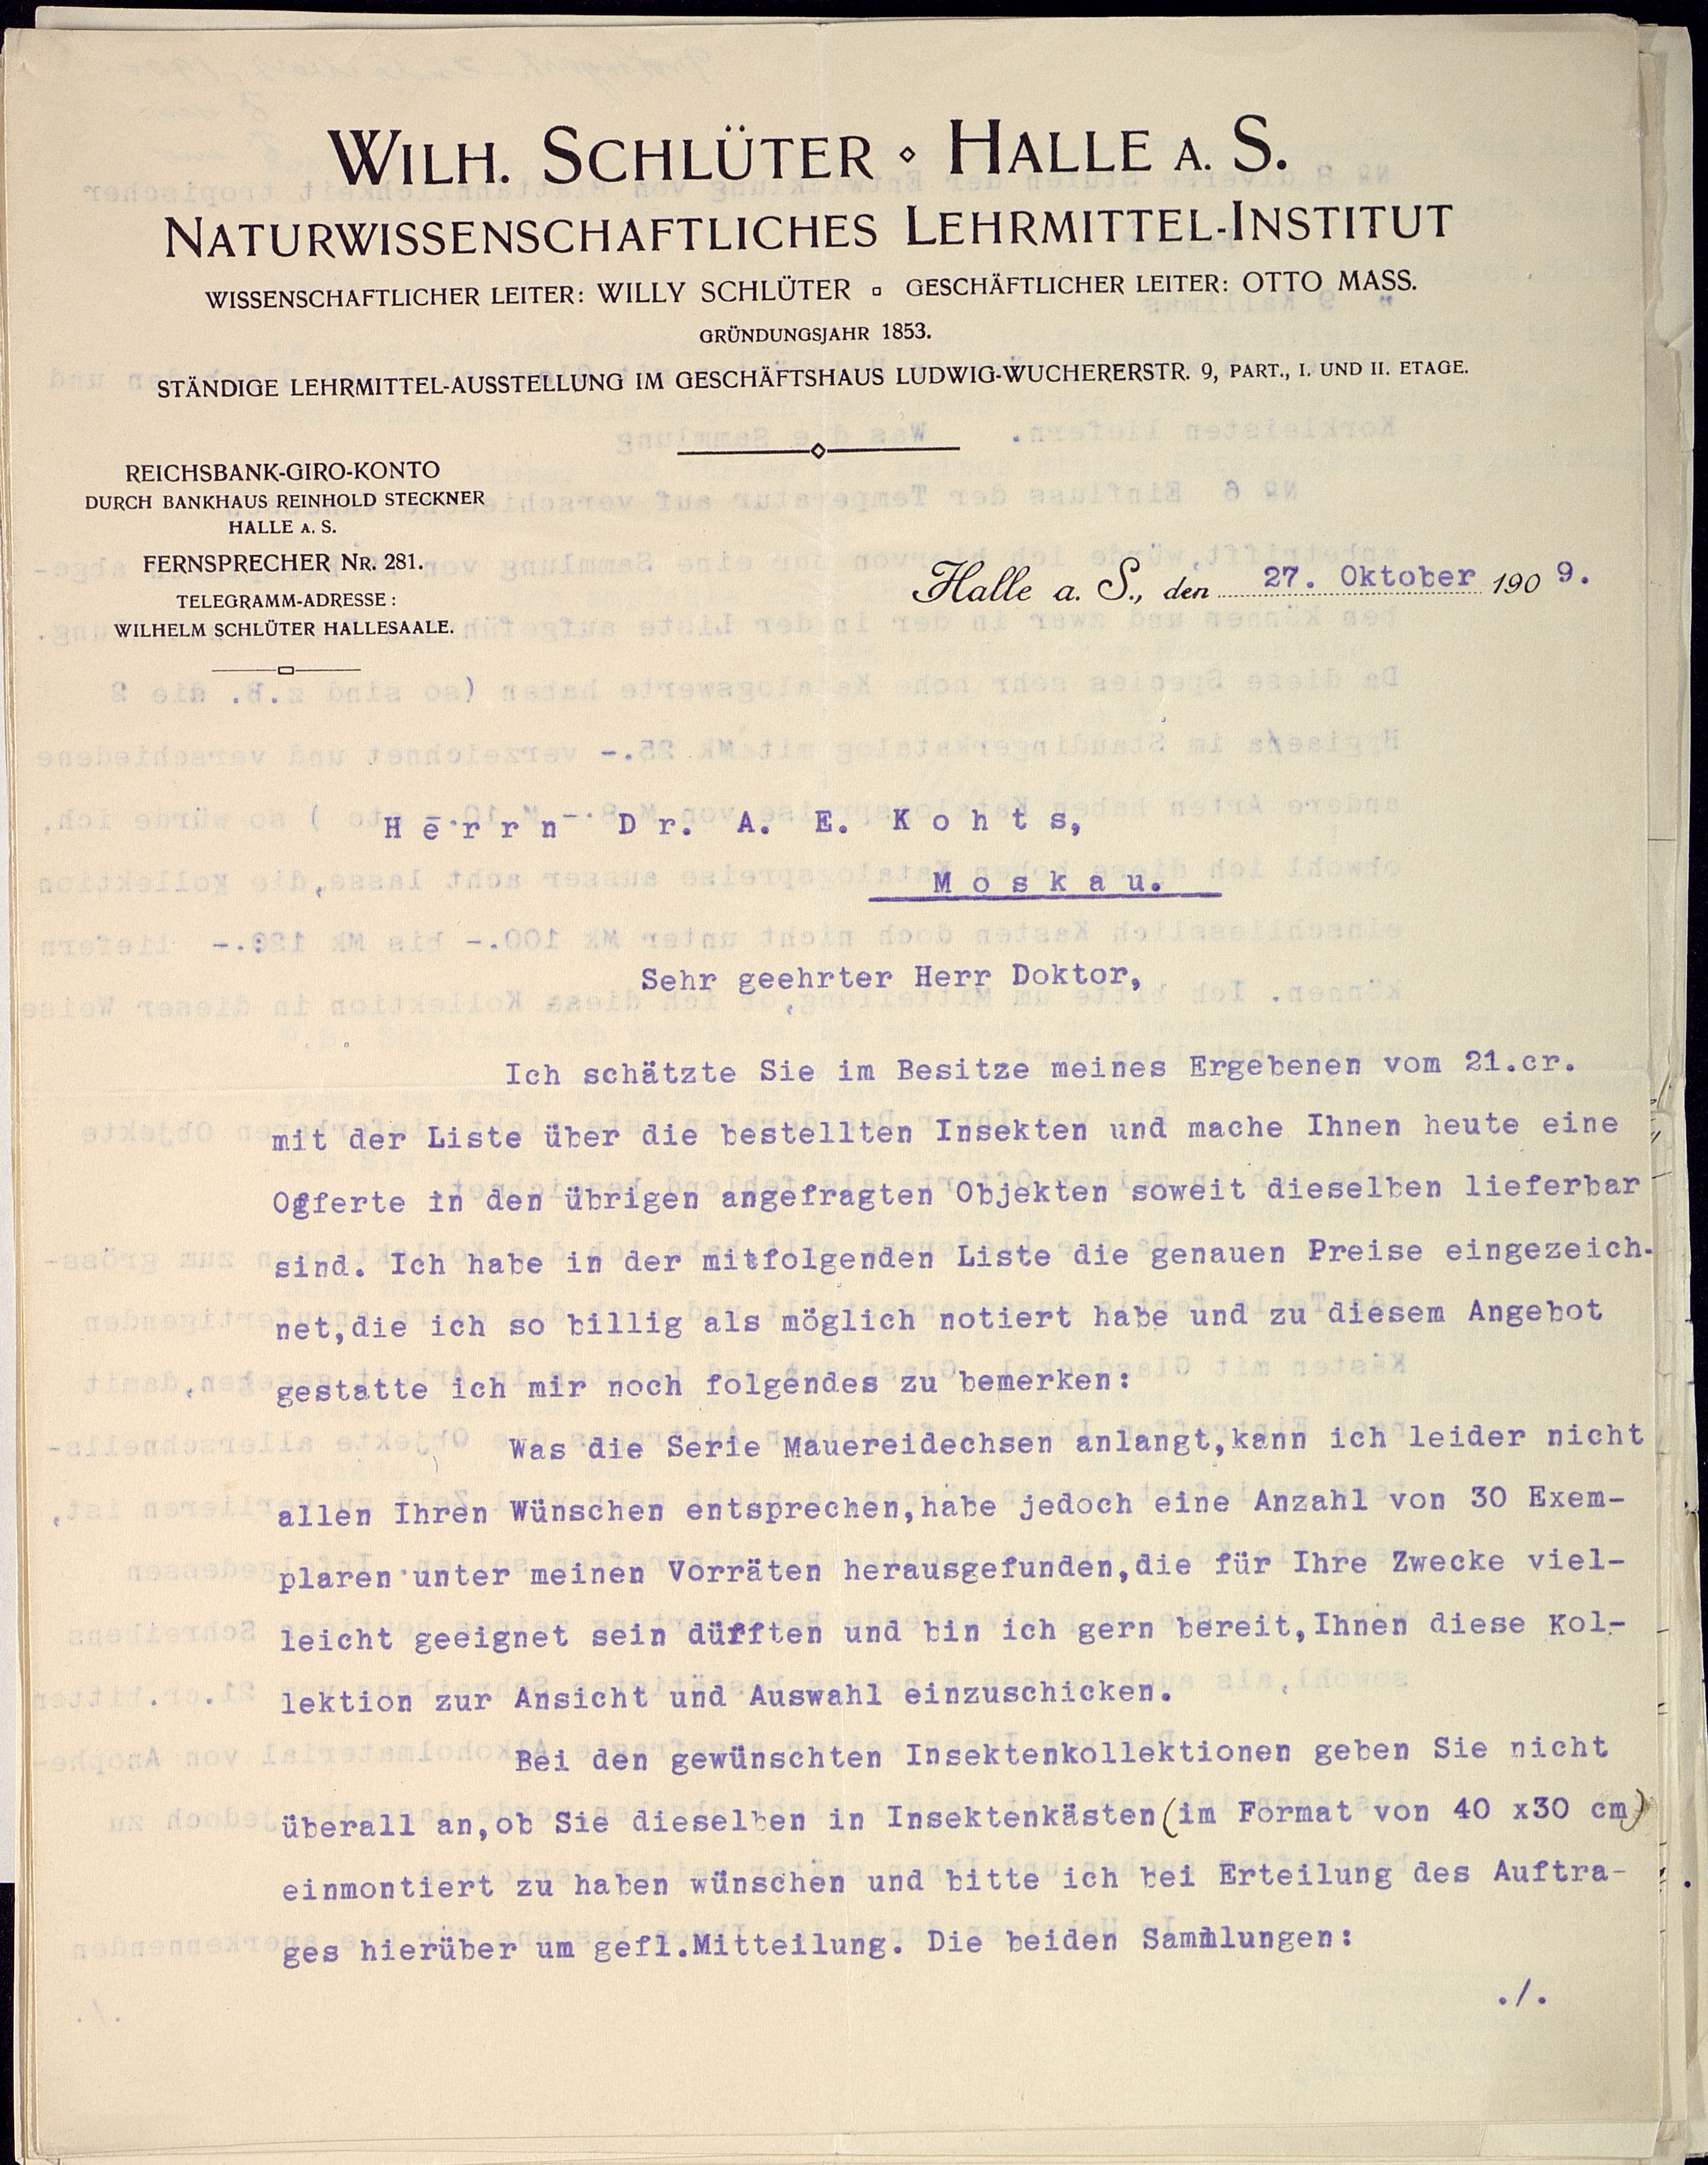 WILH. SCHLÜTER ⋄ HALLE A. S.
NATURWISSENSCHAFTLICHES LEHRMITTEL-INSTITUT
WISSENSCHAFTLICHER LEITER: WILLY SCHLÜTER ▫ GESCHÄFTLICHER LEITER: OTTO MASS.
GRÜNDUNGSJAHR 1853.
STÄNDIGE LEHRMITTEL-AUSSTELLUNG IM GESCHÄFTSHAUS LUDWIG-WUCHERERSTR. 9, PART., I. UND II. ETAGE.
REICHSBANK-GIRO-KONTO
DURCH BANKHAUS REINHOLD STECKNER
HALLE A. S.
FERNSPRECHER NR. 281.
TELEGRAMM-ADRESSE:
WILHELM SCHLÜTER HALLESAALE.
Halle a. S., den 27. Oktober 1909.
Herrn Dr. A. E. Kohts,
Moskau.
Sehr geehrter Herr Doktor,
Ich schätzte Sie im Besitze meines Ergebenen vom 21.cr.
mit der Liste über die bestellten Insekten und mache Ihnen heute eine
Offerte in den übrigen angefragten Objekten soweit dieselben lieferbar
sind. Ich habe in der mitfolgenden Liste die genauen Preise eingezeich-
net,die ich so billig als möglich notiert habe und zu diesem Angebot
gestatte ich mir noch folgendes zu bemerken:
Was die Serie Mauereidechsen anlangt,kann ich leider nicht
allen Ihren Wünschen entsprechen,habe jedoch eine Anzahl von 30 Exem-
plaren unter meinen Vorräten herausgefunden,die für Ihre Zwecke viel-
leicht geeignet sein dürften und bin ich gern bereit,Ihnen diese Kol-
lektion zur Ansicht und Auswahl einzuschicken.
Bei den gewünschten Insektenkollektionen geben Sie nicht
überall an,ob Sie dieselben in Insektenkästen(im Format von 40 x30 cm)
einmontiert zu haben wünschen und bitte ich bei Erteilung des Auftra-
ges hierüber um gefl.Mitteilung. Die beiden Sammlungen:
./.